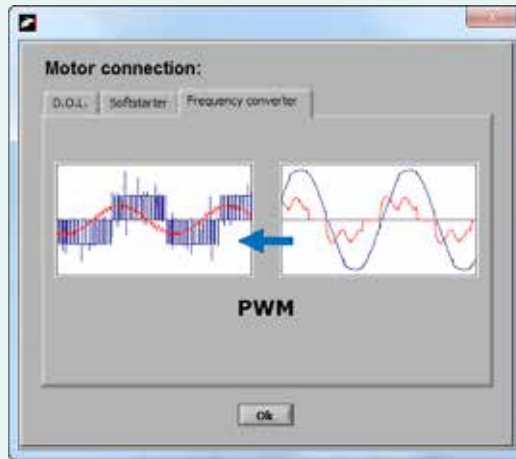 Motor connection:
D.O.L. Softstarter Frequency converter
PWM
Ok